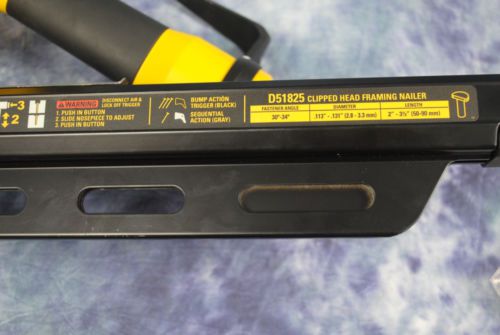 3
2
WARNING
DISCONNECT AIR &
LOCK OFF TRIGGER
1. PUSH IN BUTTON
2. SLIDE NOSEPIECE TO ADJUST
3. PUSH IN BUTTON
BUMP ACTION
TRIGGER (BLACK)
SEQUENTIAL
ACTION (GRAY)
D51825 CLIPPED HEAD FRAMING NAILER
FASTENER ANGLE DIAMETER LENGTH
30°-34° .113" - .131" (2.8 - 3.3 mm) 2" - 3½" (50-90 mm)